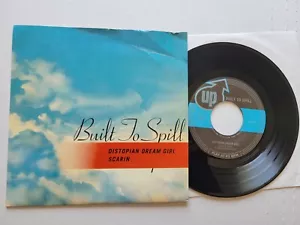 Built To Spill
DISTOPIAN DREAM GIRL
SCARIN
up
BUILT TO SPILL